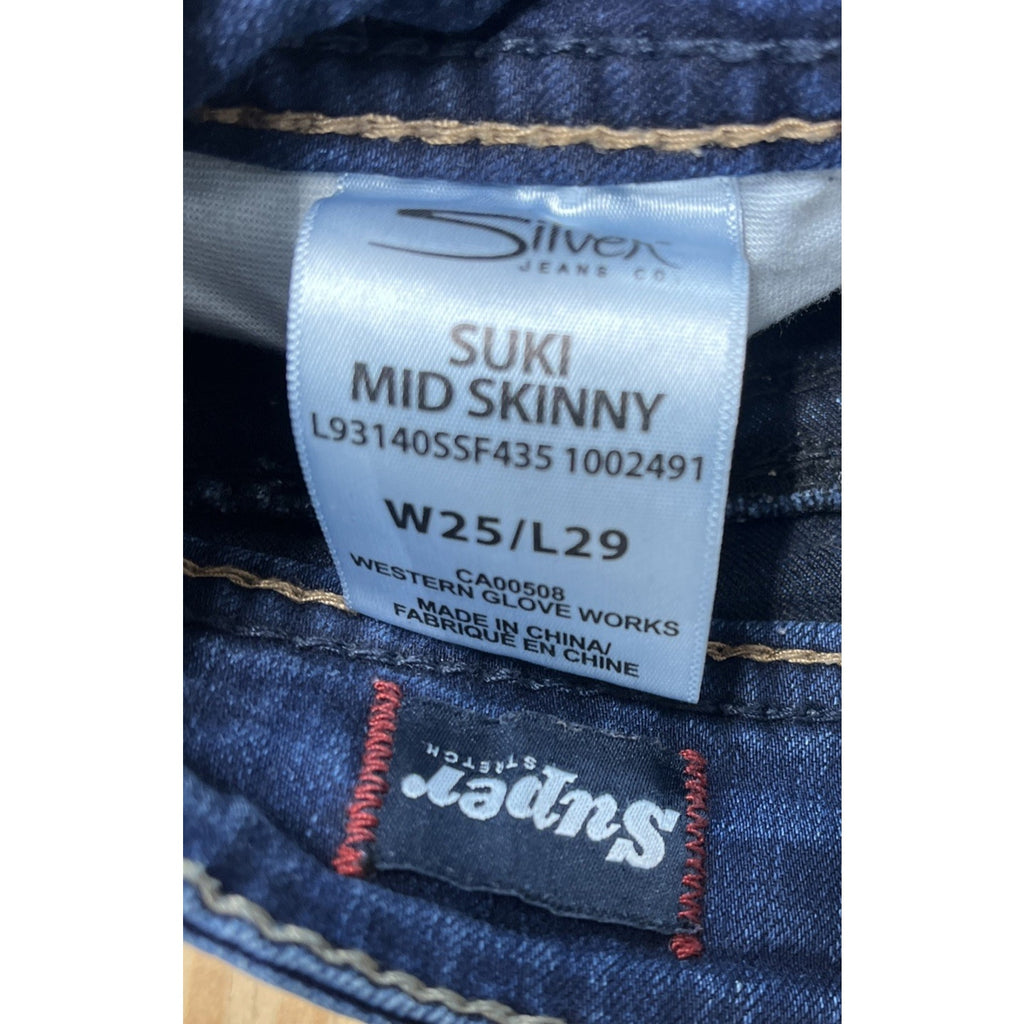 Silver
JEANS CO.
SUKI
MID SKINNY
L93140SSF435 1002491
W25/L29
CA00508
WESTERN GLOVE WORKS
MADE IN CHINA/
FABRIQUE EN CHINE
Super
STRETCH